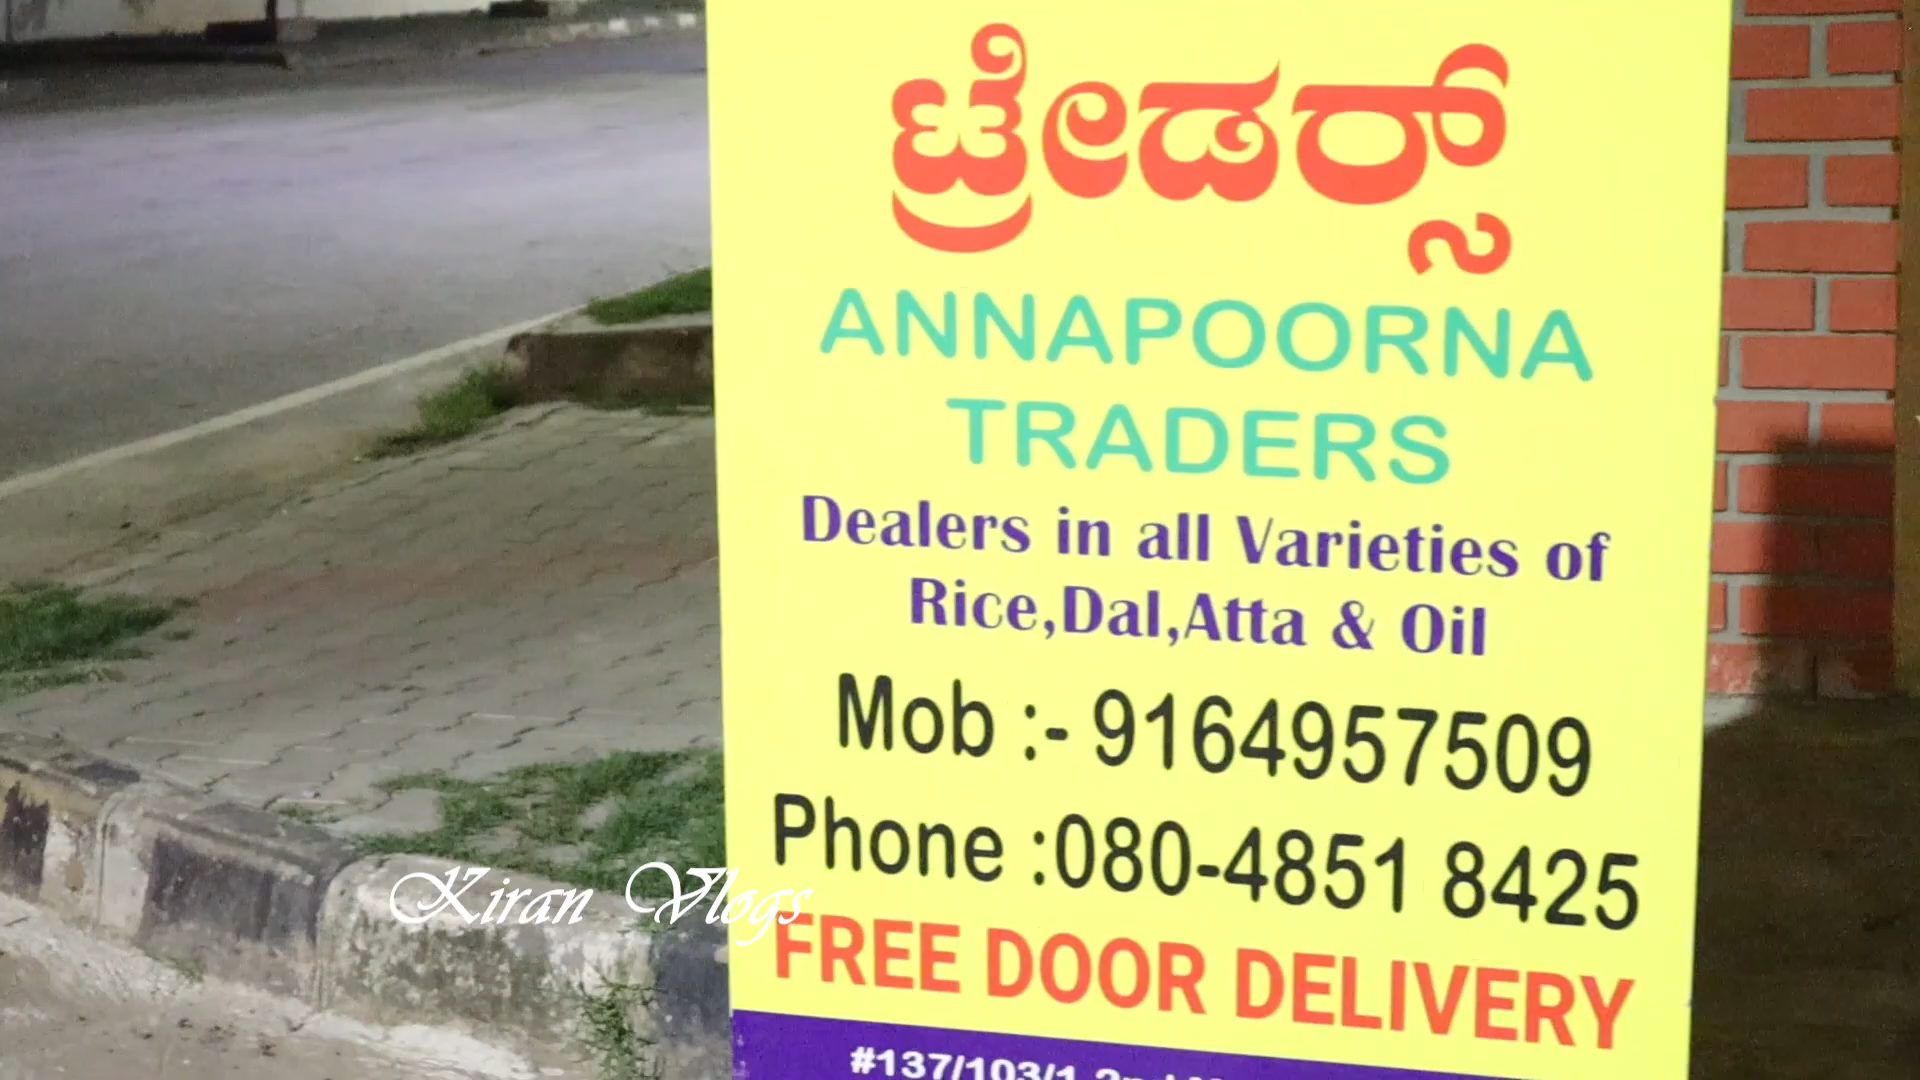 ಟ್ರೇಡರ್ಸ್
ANNAPOORNA
TRADERS
Dealers in all Varieties of
Rice,Dal,Atta & Oil
Mob :- 9164957509
Phone :080-4851 8425
Kiran Vlogs
FREE DOOR DELIVERY
#137/103/1